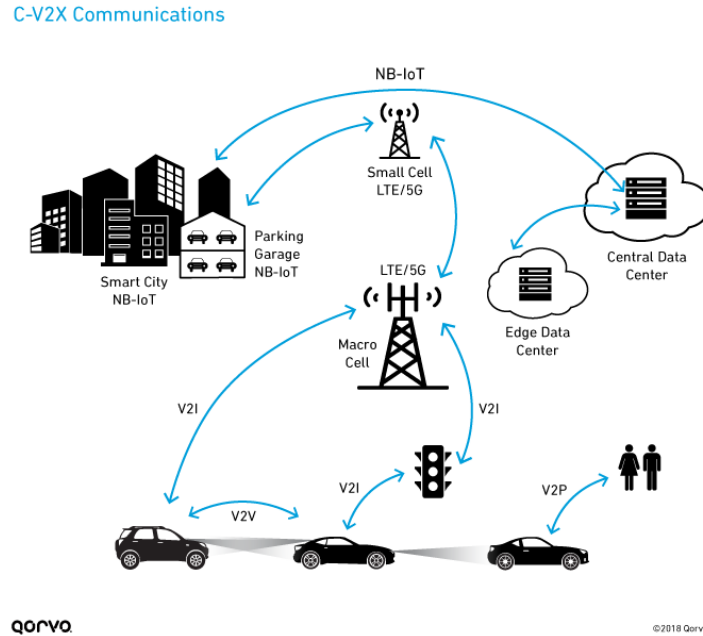 C-V2X Communications
NB-IoT
Small Cell
LTE/5G
Parking
Garage
NB-IoT
Smart City
NB-IoT
Central Data
Center
LTE/5G
Macro
Cell
Edge Data
Center
V2I
V2I
V2I
V2P
V2V
QORVO
©2018 Qorv